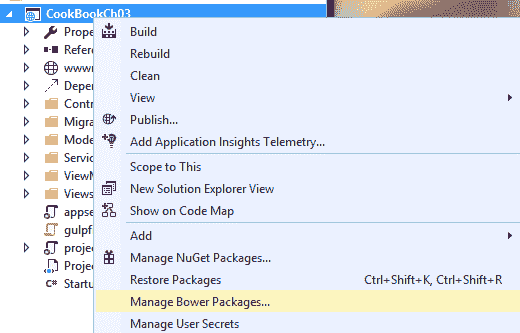 CookBookCh03
Build
Rebuild
Clean
View
Publish...
Add Application Insights Telemetry...
Scope to This
New Solution Explorer View
Show on Code Map
Add
Manage NuGet Packages...
Restore Packages Ctrl+Shift+K, Ctrl+Shift+R
Manage Bower Packages...
Manage User Secrets
Prope
Refere
wwwr
Depe
Contr
Migra
Mode
Servic
ViewM
Views
appse
gulpf
projec
Projec
Startu